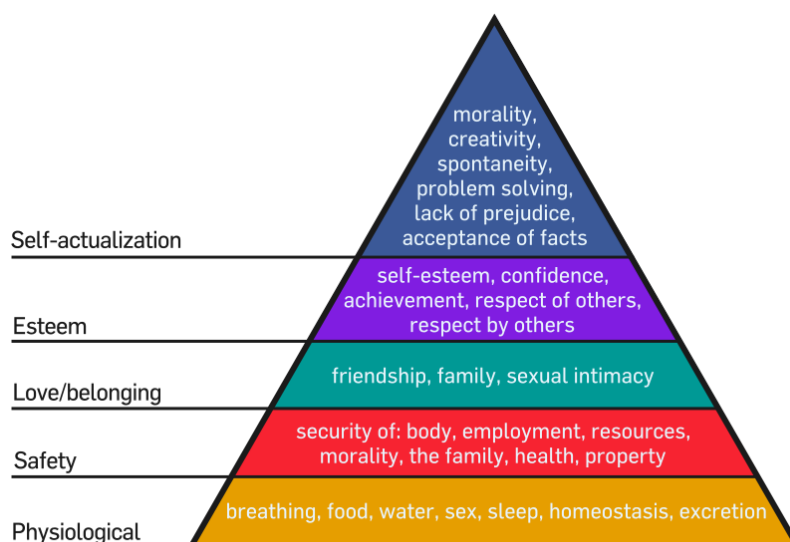 morality,
creativity,
spontaneity,
problem solving,
lack of prejudice,
acceptance of facts
Self-actualization
self-esteem, confidence,
achievement, respect of others,
respect by others
Esteem
friendship, family, sexual intimacy
Love/belonging
security of: body, employment, resources,
morality, the family, health, property
Safety
breathing, food, water, sex, sleep, homeostasis, excretion
Physiological